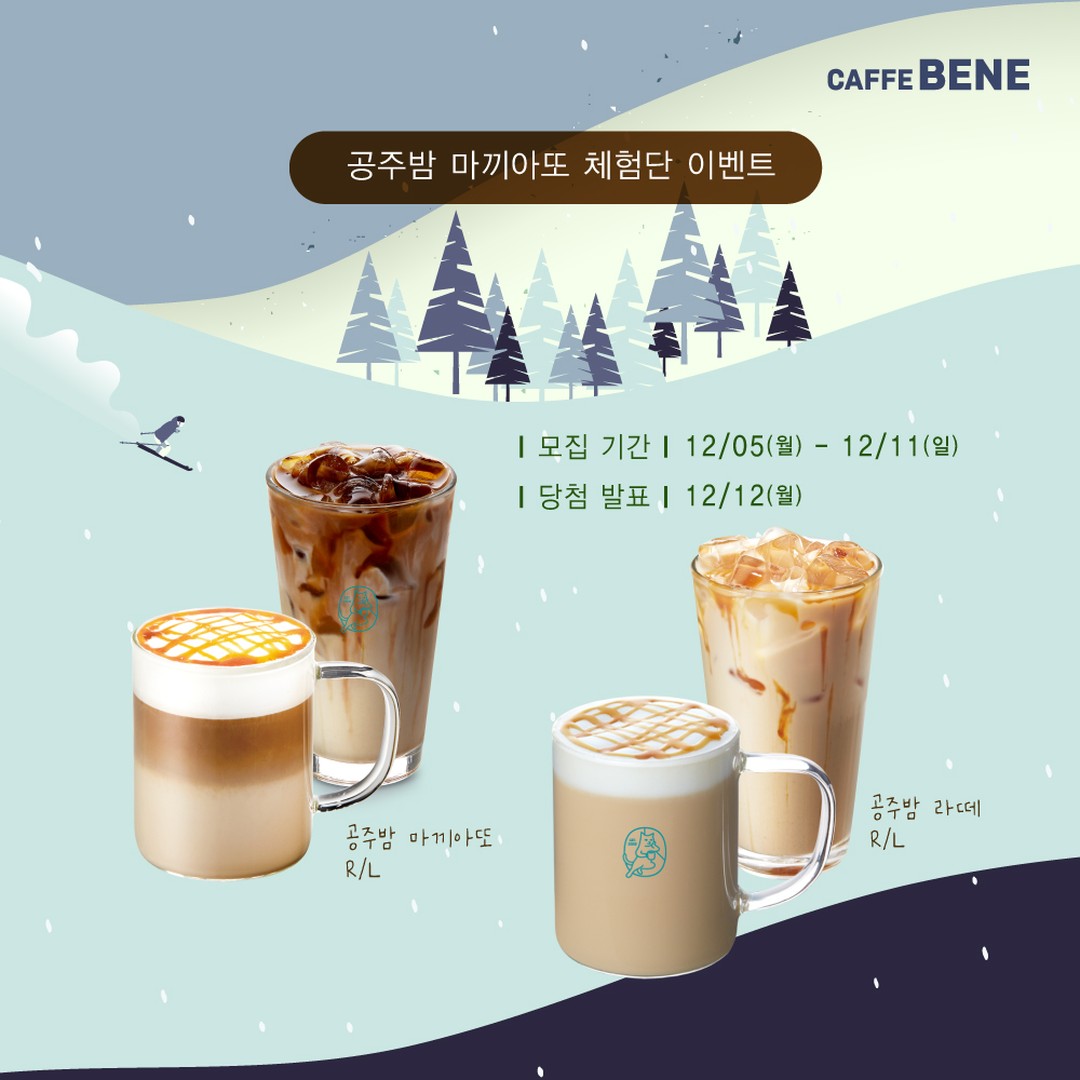 CAFFE BENE
공주밤 마끼아또 체험단 이벤트
| 모집 기간 | 12/05(월) - 12/11(일)
| 당첨 발표 | 12/12(월)
공주밤 마끼아또
R/L
공주밤 라떼
R/L